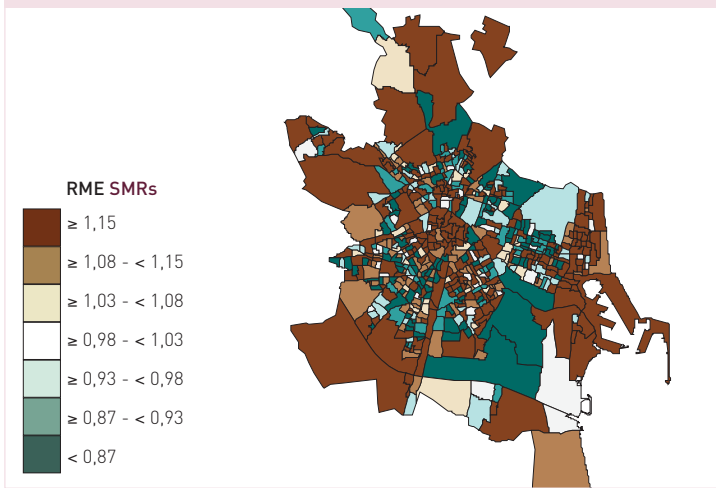 RME SMRs
≥ 1,15
≥ 1,08 - < 1,15
≥ 1,03 - < 1,08
≥ 0,98 - < 1,03
≥ 0,93 - < 0,98
≥ 0,87 - < 0,93
< 0,87